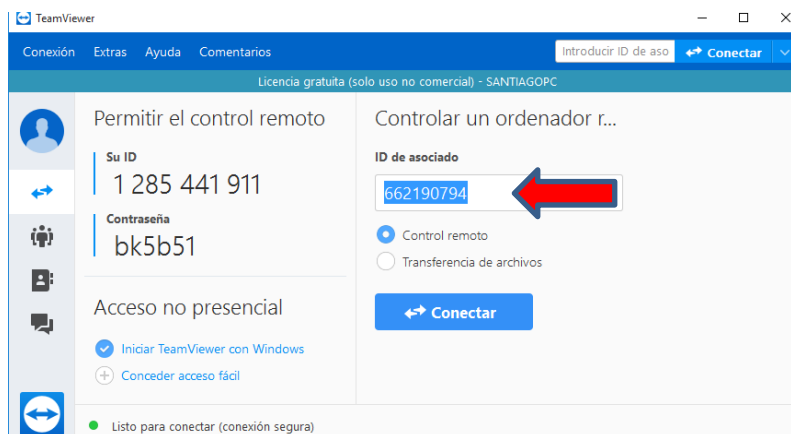 TeamViewer
Conexión Extras Ayuda Comentarios
Introducir ID de aso
Conectar
Licencia gratuita (solo uso no comercial) - SANTIAGOPC
Permitir el control remoto
Su ID
1 285 441 911
Contraseña
bk5b51
Acceso no presencial
Iniciar TeamViewer con Windows
Conceder acceso fácil
Controlar un ordenador r...
ID de asociado
662190794
Control remoto
Transferencia de archivos
Conectar
Listo para conectar (conexión segura)